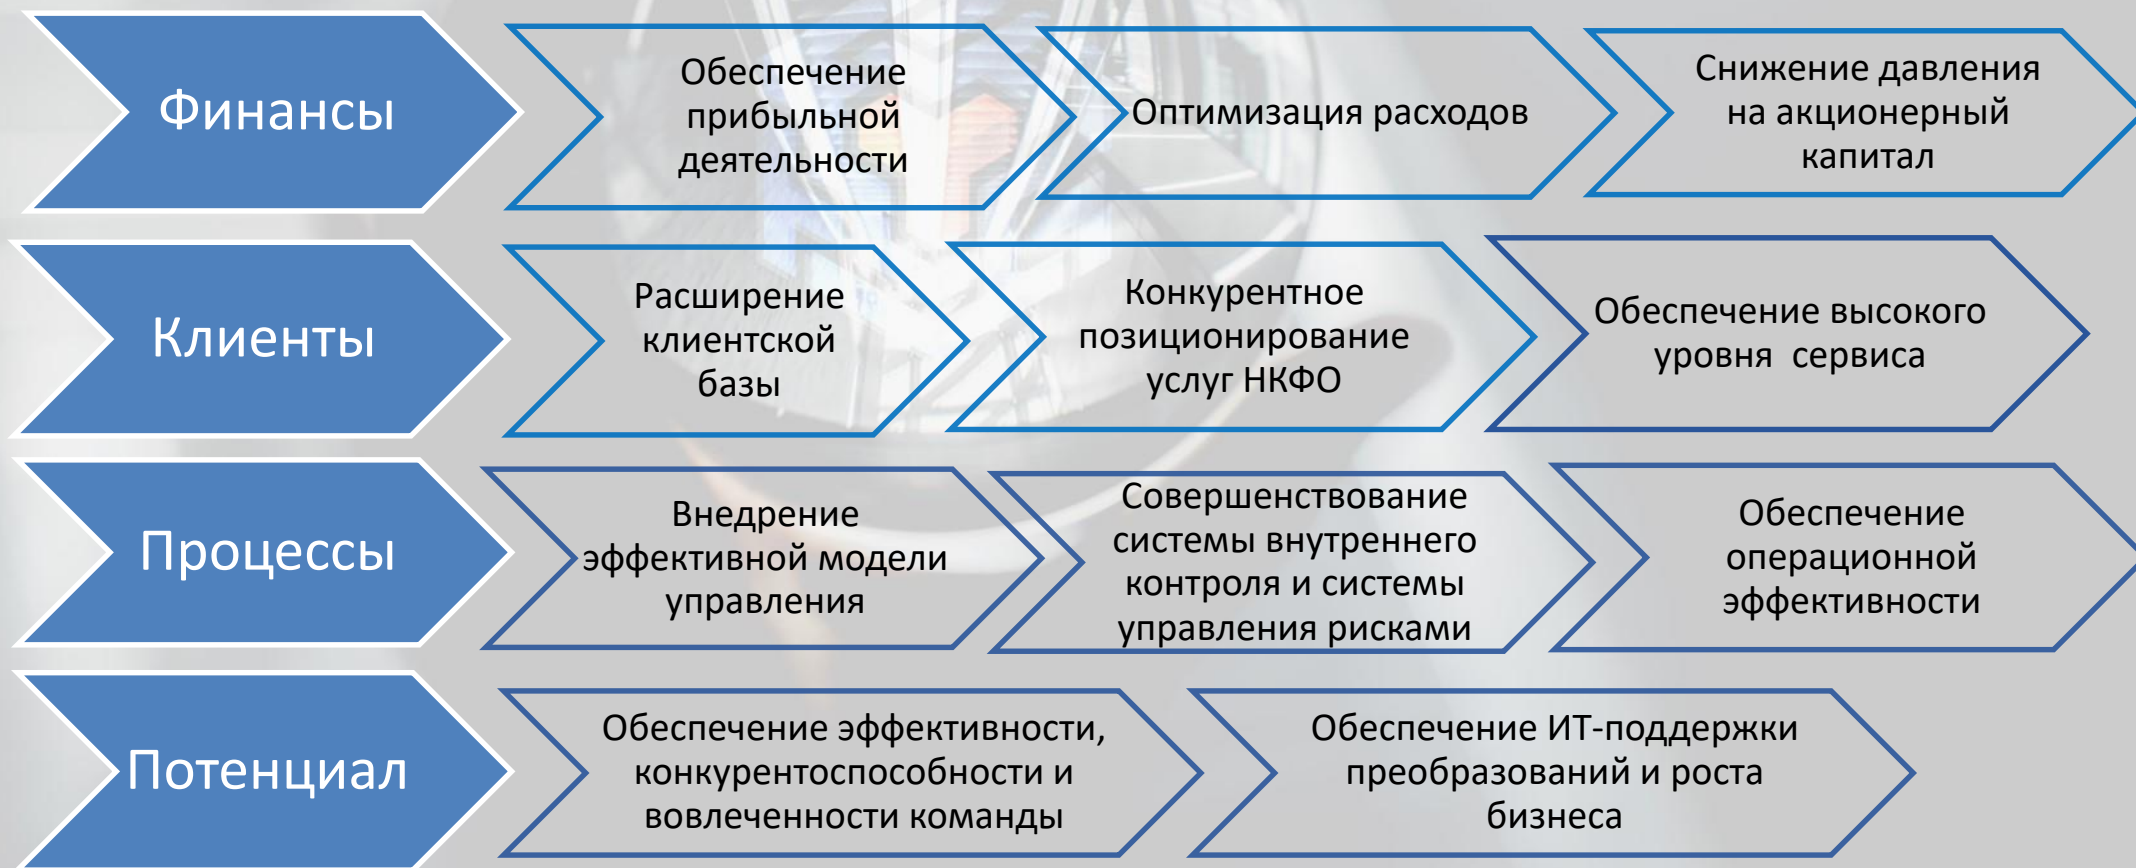 Финансы
Обеспечение
прибыльной
деятельности
Оптимизация расходов
Снижение давления
на акционерный
капитал
Клиенты
Расширение
клиентской
базы
Конкурентное
позиционирование
услуг НКФО
Обеспечение высокого
уровня  сервиса
Процессы
Внедрение
эффективной модели
управления
Совершенствование
системы внутреннего
контроля и системы
управления рисками
Обеспечение
операционной
эффективности
Потенциал
Обеспечение эффективности,
конкурентоспособности и
вовлеченности команды
Обеспечение ИТ-поддержки
преобразований и роста
бизнеса